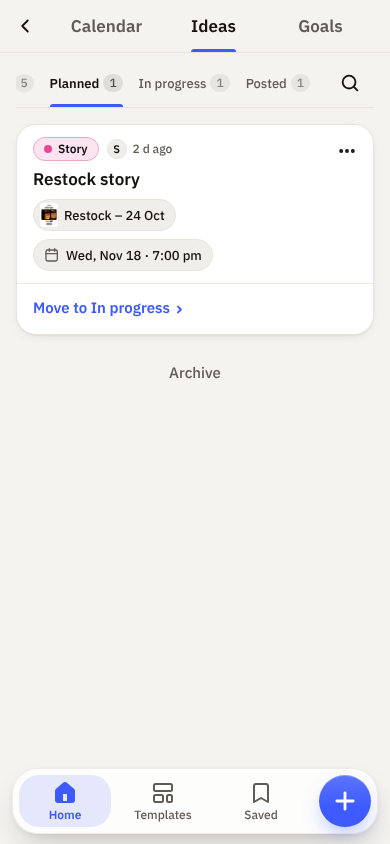 Calendar Ideas Goals
5 Planned 1 In progress 1 Posted 1
Story S 2 d ago
Restock story
Restock – 24 Oct
Wed, Nov 18 · 7:00 pm
Move to In progress
Archive
Home Templates Saved